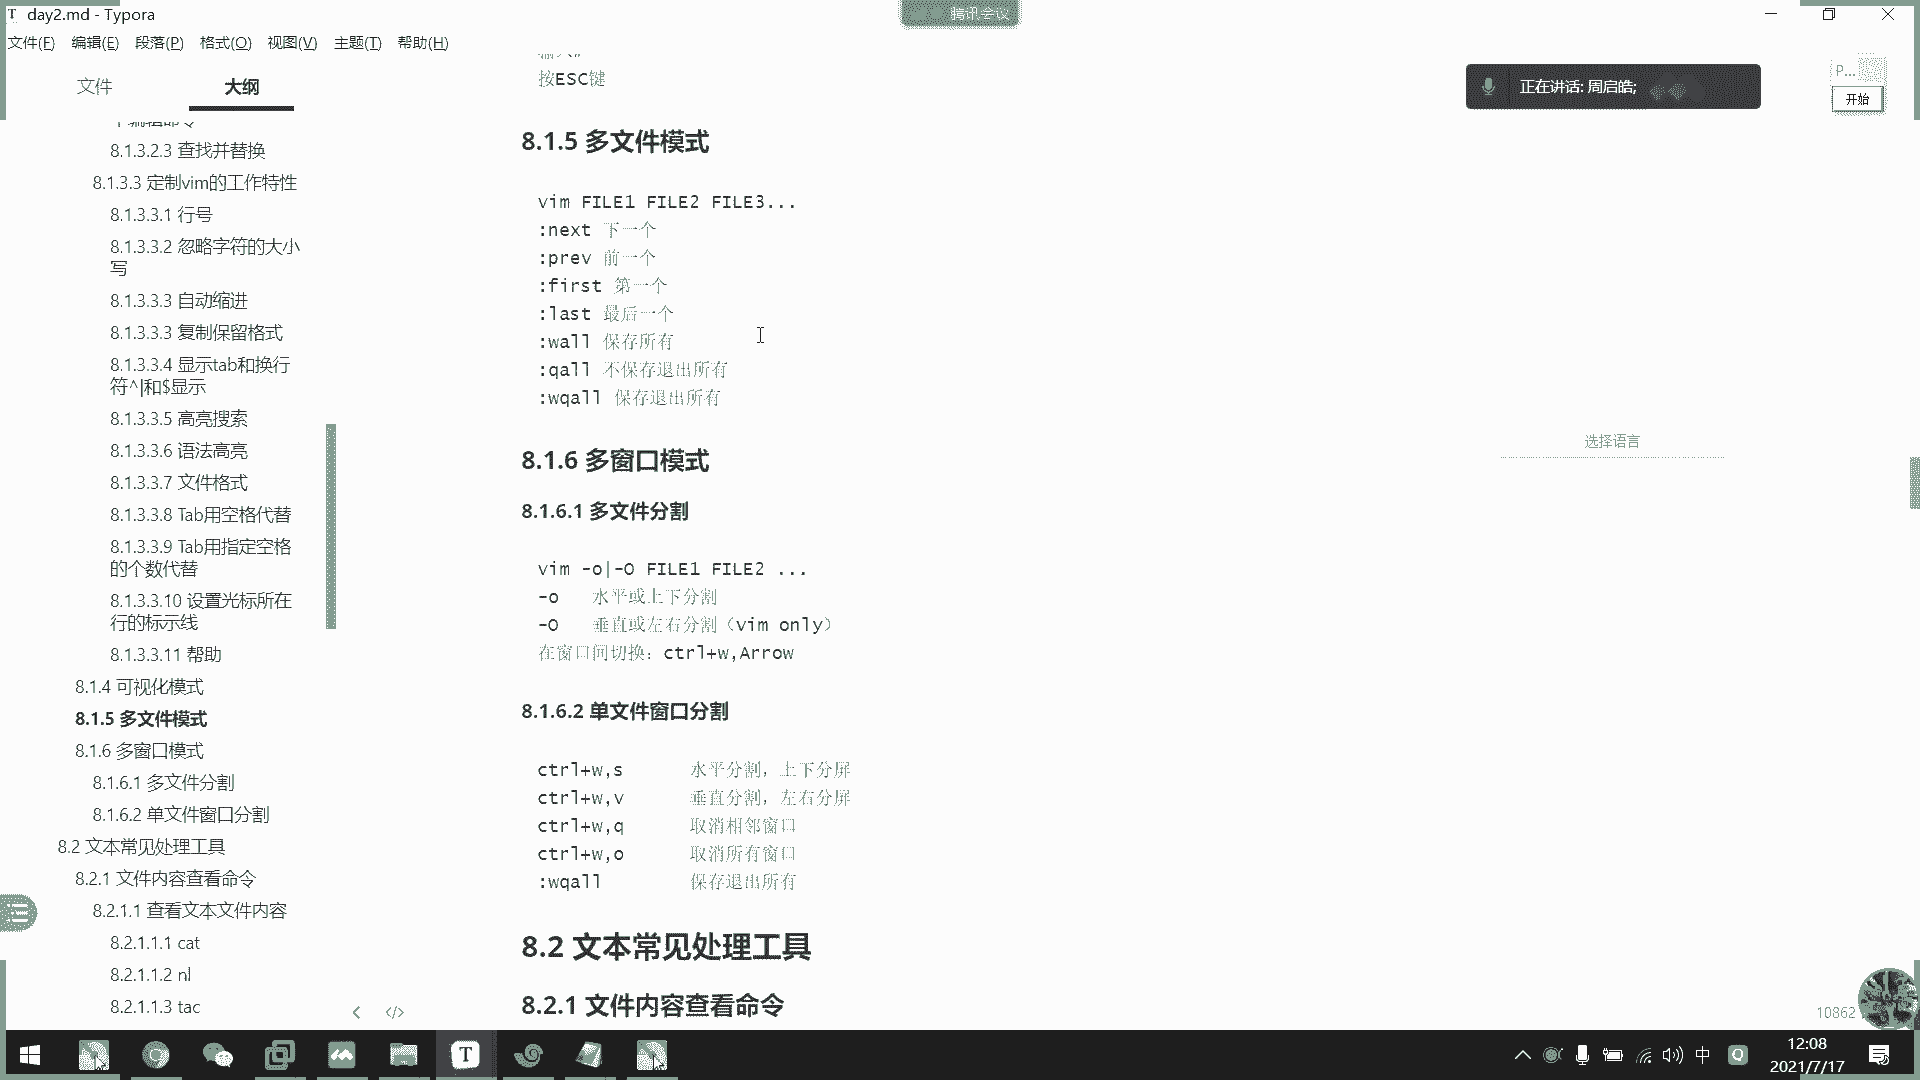 day2.md - Typora
腾讯会议
文件(F) 编辑(E) 段落(P) 格式(O) 视图(V) 主题(T) 帮助(H)
文件 大纲
8.1.3.2.3 查找并替换
8.1.3.3 定制vim的工作特性
8.1.3.3.1 行号
8.1.3.3.2 忽略字符的大小
写
8.1.3.3.3 自动缩进
8.1.3.3.3 复制保留格式
8.1.3.3.4 显示tab和换行
符^|和$显示
8.1.3.3.5 高亮搜索
8.1.3.3.6 语法高亮
8.1.3.3.7 文件格式
8.1.3.3.8 Tab用空格代替
8.1.3.3.9 Tab用指定空格
的个数代替
8.1.3.3.10 设置光标所在
行的标示线
8.1.3.3.11 帮助
8.1.4 可视化模式
8.1.5 多文件模式
8.1.6 多窗口模式
8.1.6.1 多文件分割
8.1.6.2 单文件窗口分割
8.2 文本常见处理工具
8.2.1 文件内容查看命令
8.2.1.1 查看文本文件内容
8.2.1.1.1 cat
8.2.1.1.2 nl
8.2.1.1.3 tac
按ESC键
8.1.5 多文件模式
vim FILE1 FILE2 FILE3...
:next 下一个
:prev 前一个
:first 第一个
:last 最后一个
:wall 保存所有
:qall 不保存退出所有
:wqall 保存退出所有
8.1.6 多窗口模式
8.1.6.1 多文件分割
vim -o|-O FILE1 FILE2 ...
-o 水平或上下分割
-O 垂直或左右分割（vim only）
在窗口间切换：ctrl+w,Arrow
8.1.6.2 单文件窗口分割
ctrl+w,s 水平分割，上下分屏
ctrl+w,v 垂直分割，左右分屏
ctrl+w,q 取消相邻窗口
ctrl+w,o 取消所有窗口
:wqall 保存退出所有
8.2 文本常见处理工具
8.2.1 文件内容查看命令
正在讲话: 周启皓;
P...
开始
选择语言
10862
中
12:08
2021/7/17